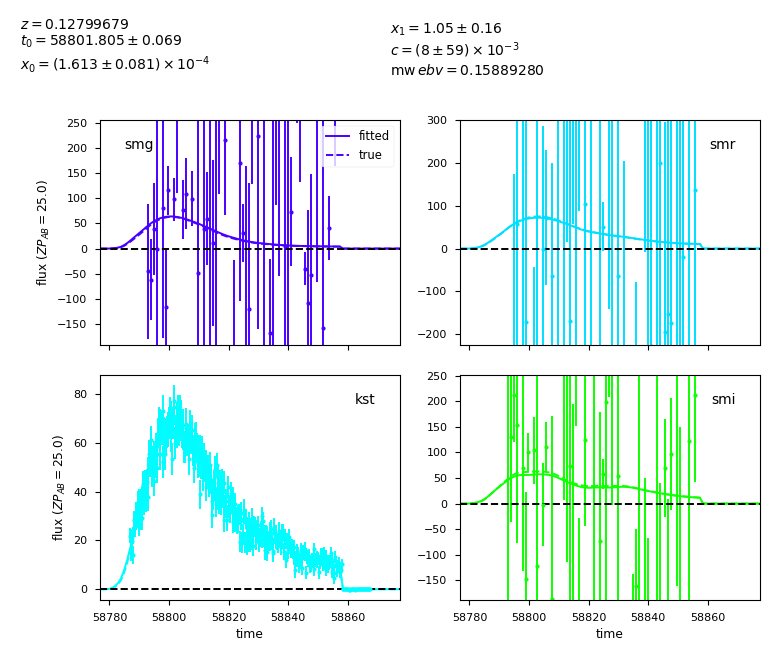 z = 0.12799679
t₀ = 58801.805 ± 0.069
x₀ = (1.613 ± 0.081) × 10⁻⁴
x₁ = 1.05 ± 0.16
c = (8 ± 59) × 10⁻³
mw ebv = 0.15889280
250
200
150
100
50
0
−50
−100
−150
flux (ZP_AB = 25.0)
smg
fitted
true
300
200
100
0
−100
−200
smr
80
60
40
20
0
flux (ZP_AB = 25.0)
kst
58780
58800
58820
58840
58860
time
250
200
150
100
50
0
−50
−100
−150
smi
58780
58800
58820
58840
58860
time